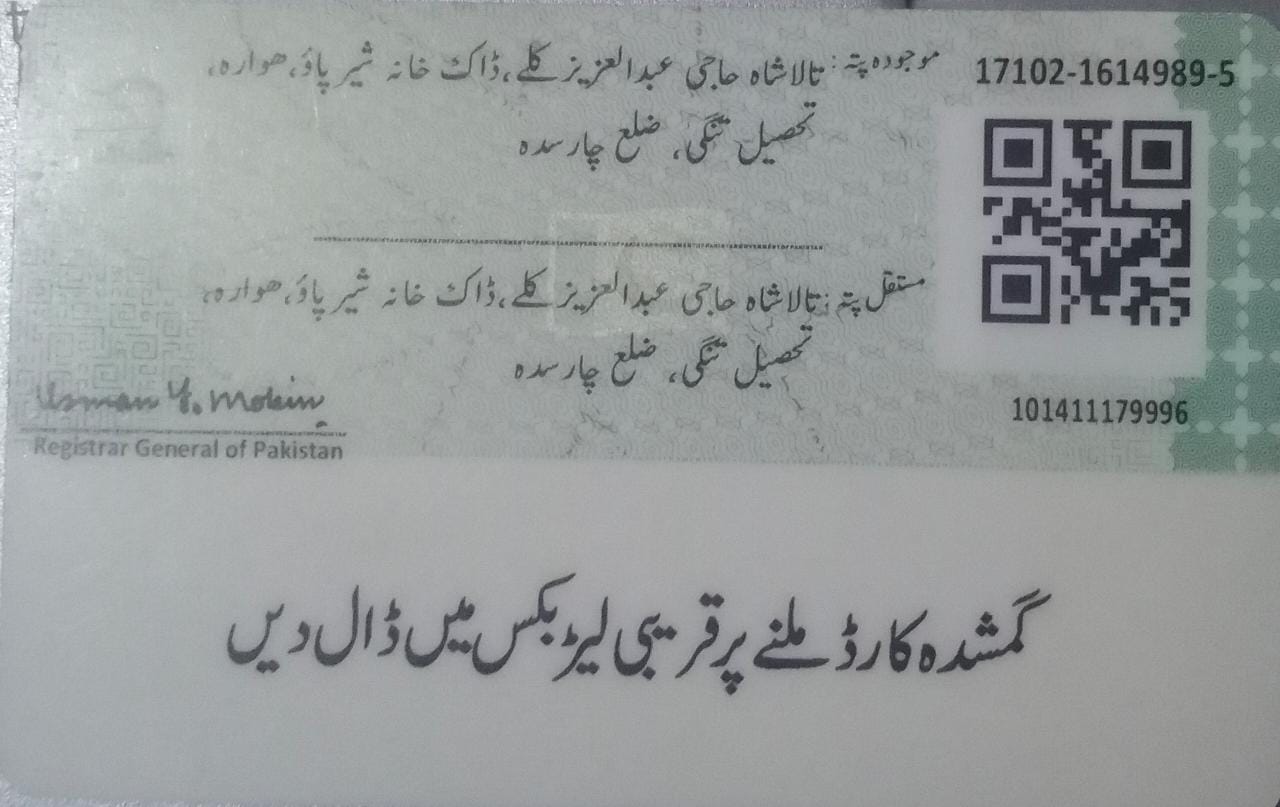 17102-1614989-5
موجودہ پتہ: تالاشاہ حاجی عبدالعزیز کلے، ڈاک خانہ شیر پاؤ، ھوارہ،
تحصیل تنگی، ضلع چارسدہ
مستقل پتہ: تالاشاہ حاجی عبدالعزیز کلے، ڈاک خانہ شیر پاؤ، ھوارہ،
تحصیل تنگی، ضلع چارسدہ
101411179996
Usman Y. Mobin
Registrar General of Pakistan
گمشدہ کارڈ ملنے پر قریبی لیٹر بکس میں ڈال دیں